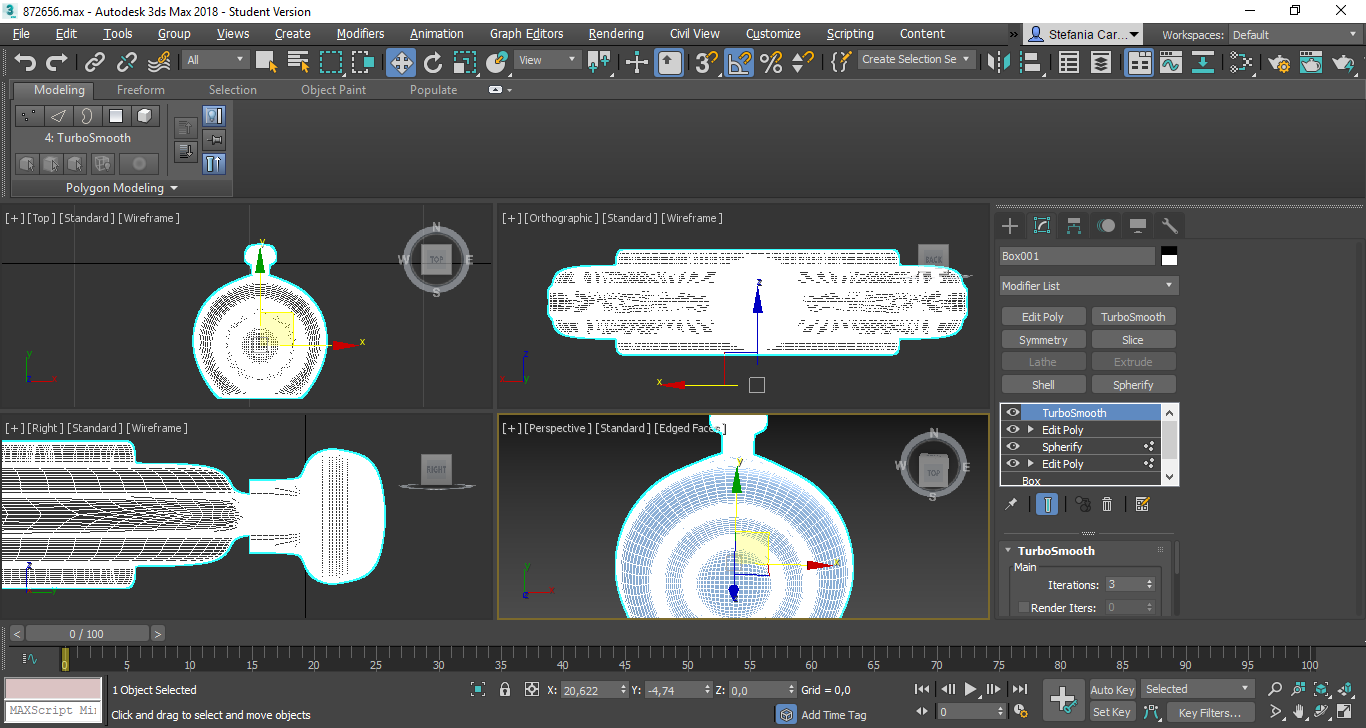 872656.max - Autodesk 3ds Max 2018 - Student Version
File Edit Tools Group Views Create Modifiers Animation Graph Editors Rendering Civil View Customize Scripting Content » Stefania Car... Workspaces: Default
All View Create Selection Se
Modeling Freeform Selection Object Paint Populate
4: TurboSmooth
Polygon Modeling
[+] [Top] [Standard] [Wireframe]
[+] [Orthographic] [Standard] [Wireframe]
N
W TOP E
S
BACK
y
x
z
x
y
x
z
z
x
y
Box001
Modifier List
Edit Poly TurboSmooth
Symmetry Slice
Lathe Extrude
Shell Spherify
TurboSmooth
Edit Poly
Spherify
Edit Poly
Box
[+] [Right] [Standard] [Wireframe]
[+] [Perspective] [Standard] [Edged Faces]
RIGHT
N
W TOP E
S
y
x
z
y
y
x
z
TurboSmooth
Main
Iterations: 3
Render Iters: 0
< 0 / 100 >
0 5 10 15 20 25 30 35 40 45 50 55 60 65 70 75 80 85 90 95 100
1 Object Selected X: 20,622 Y: -4,74 Z: 0,0 Grid = 0,0 Auto Key Selected
MAXScript Mi
Click and drag to select and move objects Add Time Tag 0 Set Key Key Filters...